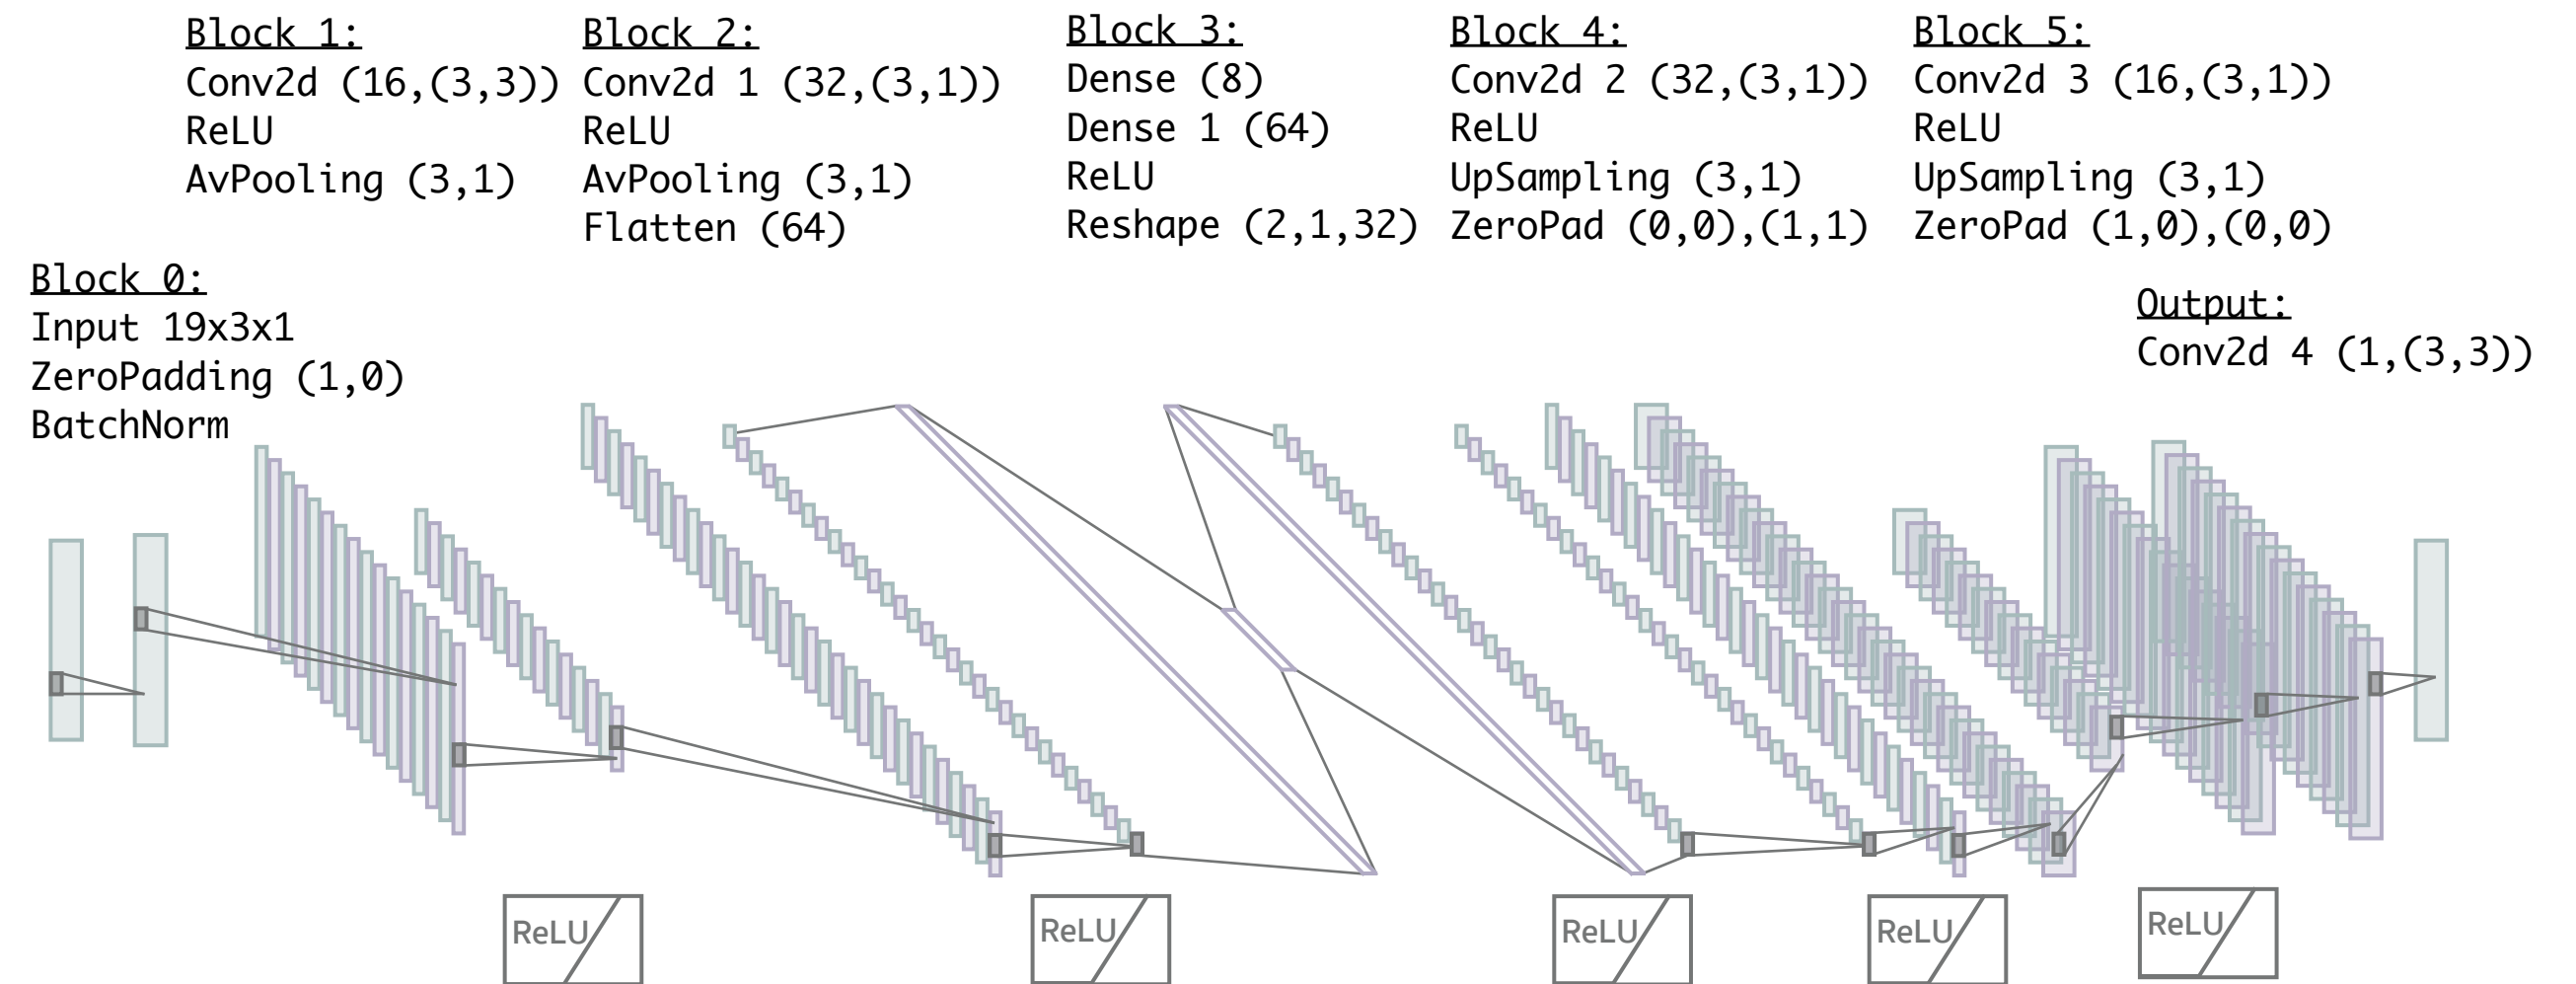 Block 1:
Conv2d (16,(3,3))
ReLU
AvPooling (3,1)
Block 2:
Conv2d 1 (32,(3,1))
ReLU
AvPooling (3,1)
Flatten (64)
Block 3:
Dense (8)
Dense 1 (64)
ReLU
Reshape (2,1,32)
Block 4:
Conv2d 2 (32,(3,1))
ReLU
UpSampling (3,1)
ZeroPad (0,0),(1,1)
Block 5:
Conv2d 3 (16,(3,1))
ReLU
UpSampling (3,1)
ZeroPad (1,0),(0,0)
Block 0:
Input 19x3x1
ZeroPadding (1,0)
BatchNorm
Output:
Conv2d 4 (1,(3,3))
ReLU
ReLU
ReLU
ReLU
ReLU